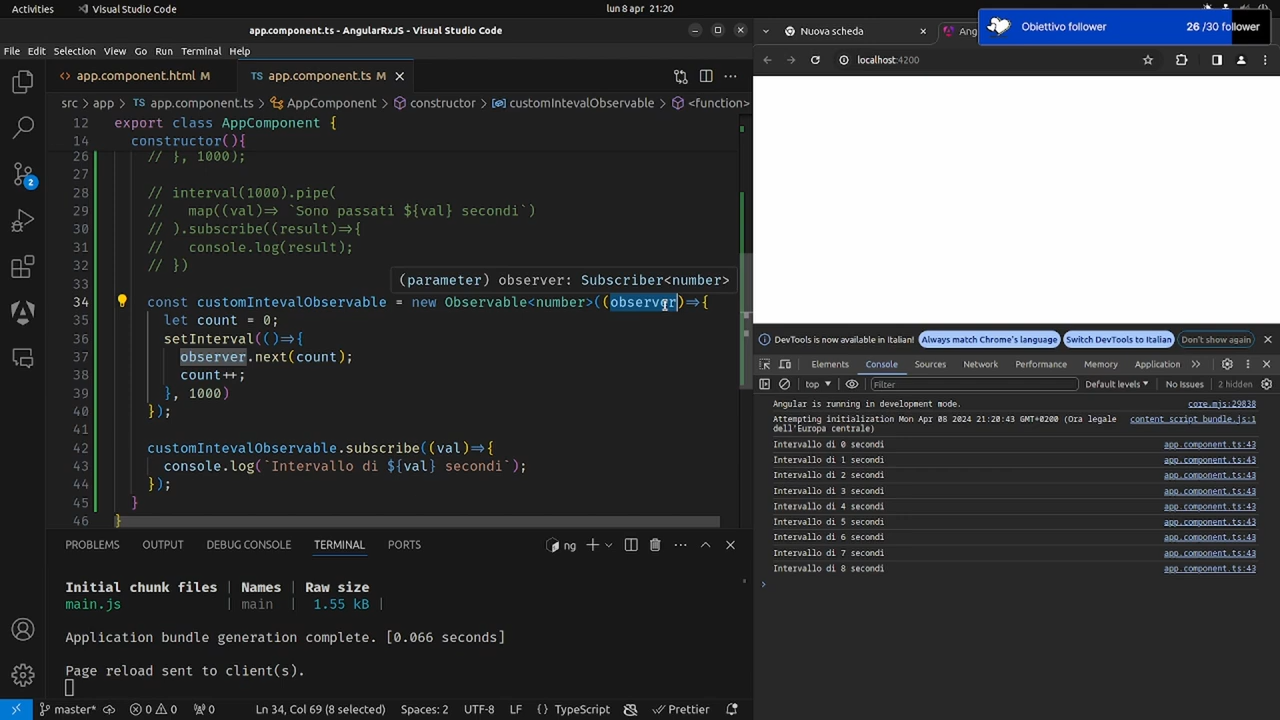 Activities
Visual Studio Code
lun 8 apr 21:20
Obiettivo follower
26 /30 follower
app.component.ts - AngularRxJS - Visual Studio Code
File Edit Selection View Go Run Terminal Help
<> app.component.html M
TS app.component.ts M
src > app > TS app.component.ts > AppComponent > constructor > customIntevalObservable > <function>
12 export class AppComponent {
14 constructor(){
26 // }, 1000);
27
28 // interval(1000).pipe(
29 // map((val)=> `Sono passati ${val} secondi`)
30 // ).subscribe((result)=>{
31 // console.log(result);
32 // })
33
(parameter) observer: Subscriber<number>
34 const customIntevalObservable = new Observable<number>((observer)=>{
35 let count = 0;
36 setInterval(()=>{
37 observer.next(count);
38 count++;
39 }, 1000)
40 });
41
42 customIntevalObservable.subscribe((val)=>{
43 console.log(`Intervallo di ${val} secondi`);
44 });
45 }
46 }
PROBLEMS OUTPUT DEBUG CONSOLE TERMINAL PORTS
ng
Initial chunk files | Names | Raw size
main.js | main | 1.55 kB |
Application bundle generation complete. [0.066 seconds]
Page reload sent to client(s).
2
master* 0 0 0 Ln 34, Col 69 (8 selected) Spaces: 2 UTF-8 LF {} TypeScript Prettier
Nuova scheda
Ang
localhost:4200
DevTools is now available in Italian! Always match Chrome's language Switch DevTools to Italian Don't show again
Elements Console Sources Network Performance Memory Application
top Filter Default levels No Issues 2 hidden
Angular is running in development mode. core.mjs:29838
Attempting initialization Mon Apr 08 2024 21:20:43 GMT+0200 (Ora legale content script bundle.js:1
dell'Europa centrale)
Intervallo di 0 secondi app.component.ts:43
Intervallo di 1 secondi app.component.ts:43
Intervallo di 2 secondi app.component.ts:43
Intervallo di 3 secondi app.component.ts:43
Intervallo di 4 secondi app.component.ts:43
Intervallo di 5 secondi app.component.ts:43
Intervallo di 6 secondi app.component.ts:43
Intervallo di 7 secondi app.component.ts:43
Intervallo di 8 secondi app.component.ts:43